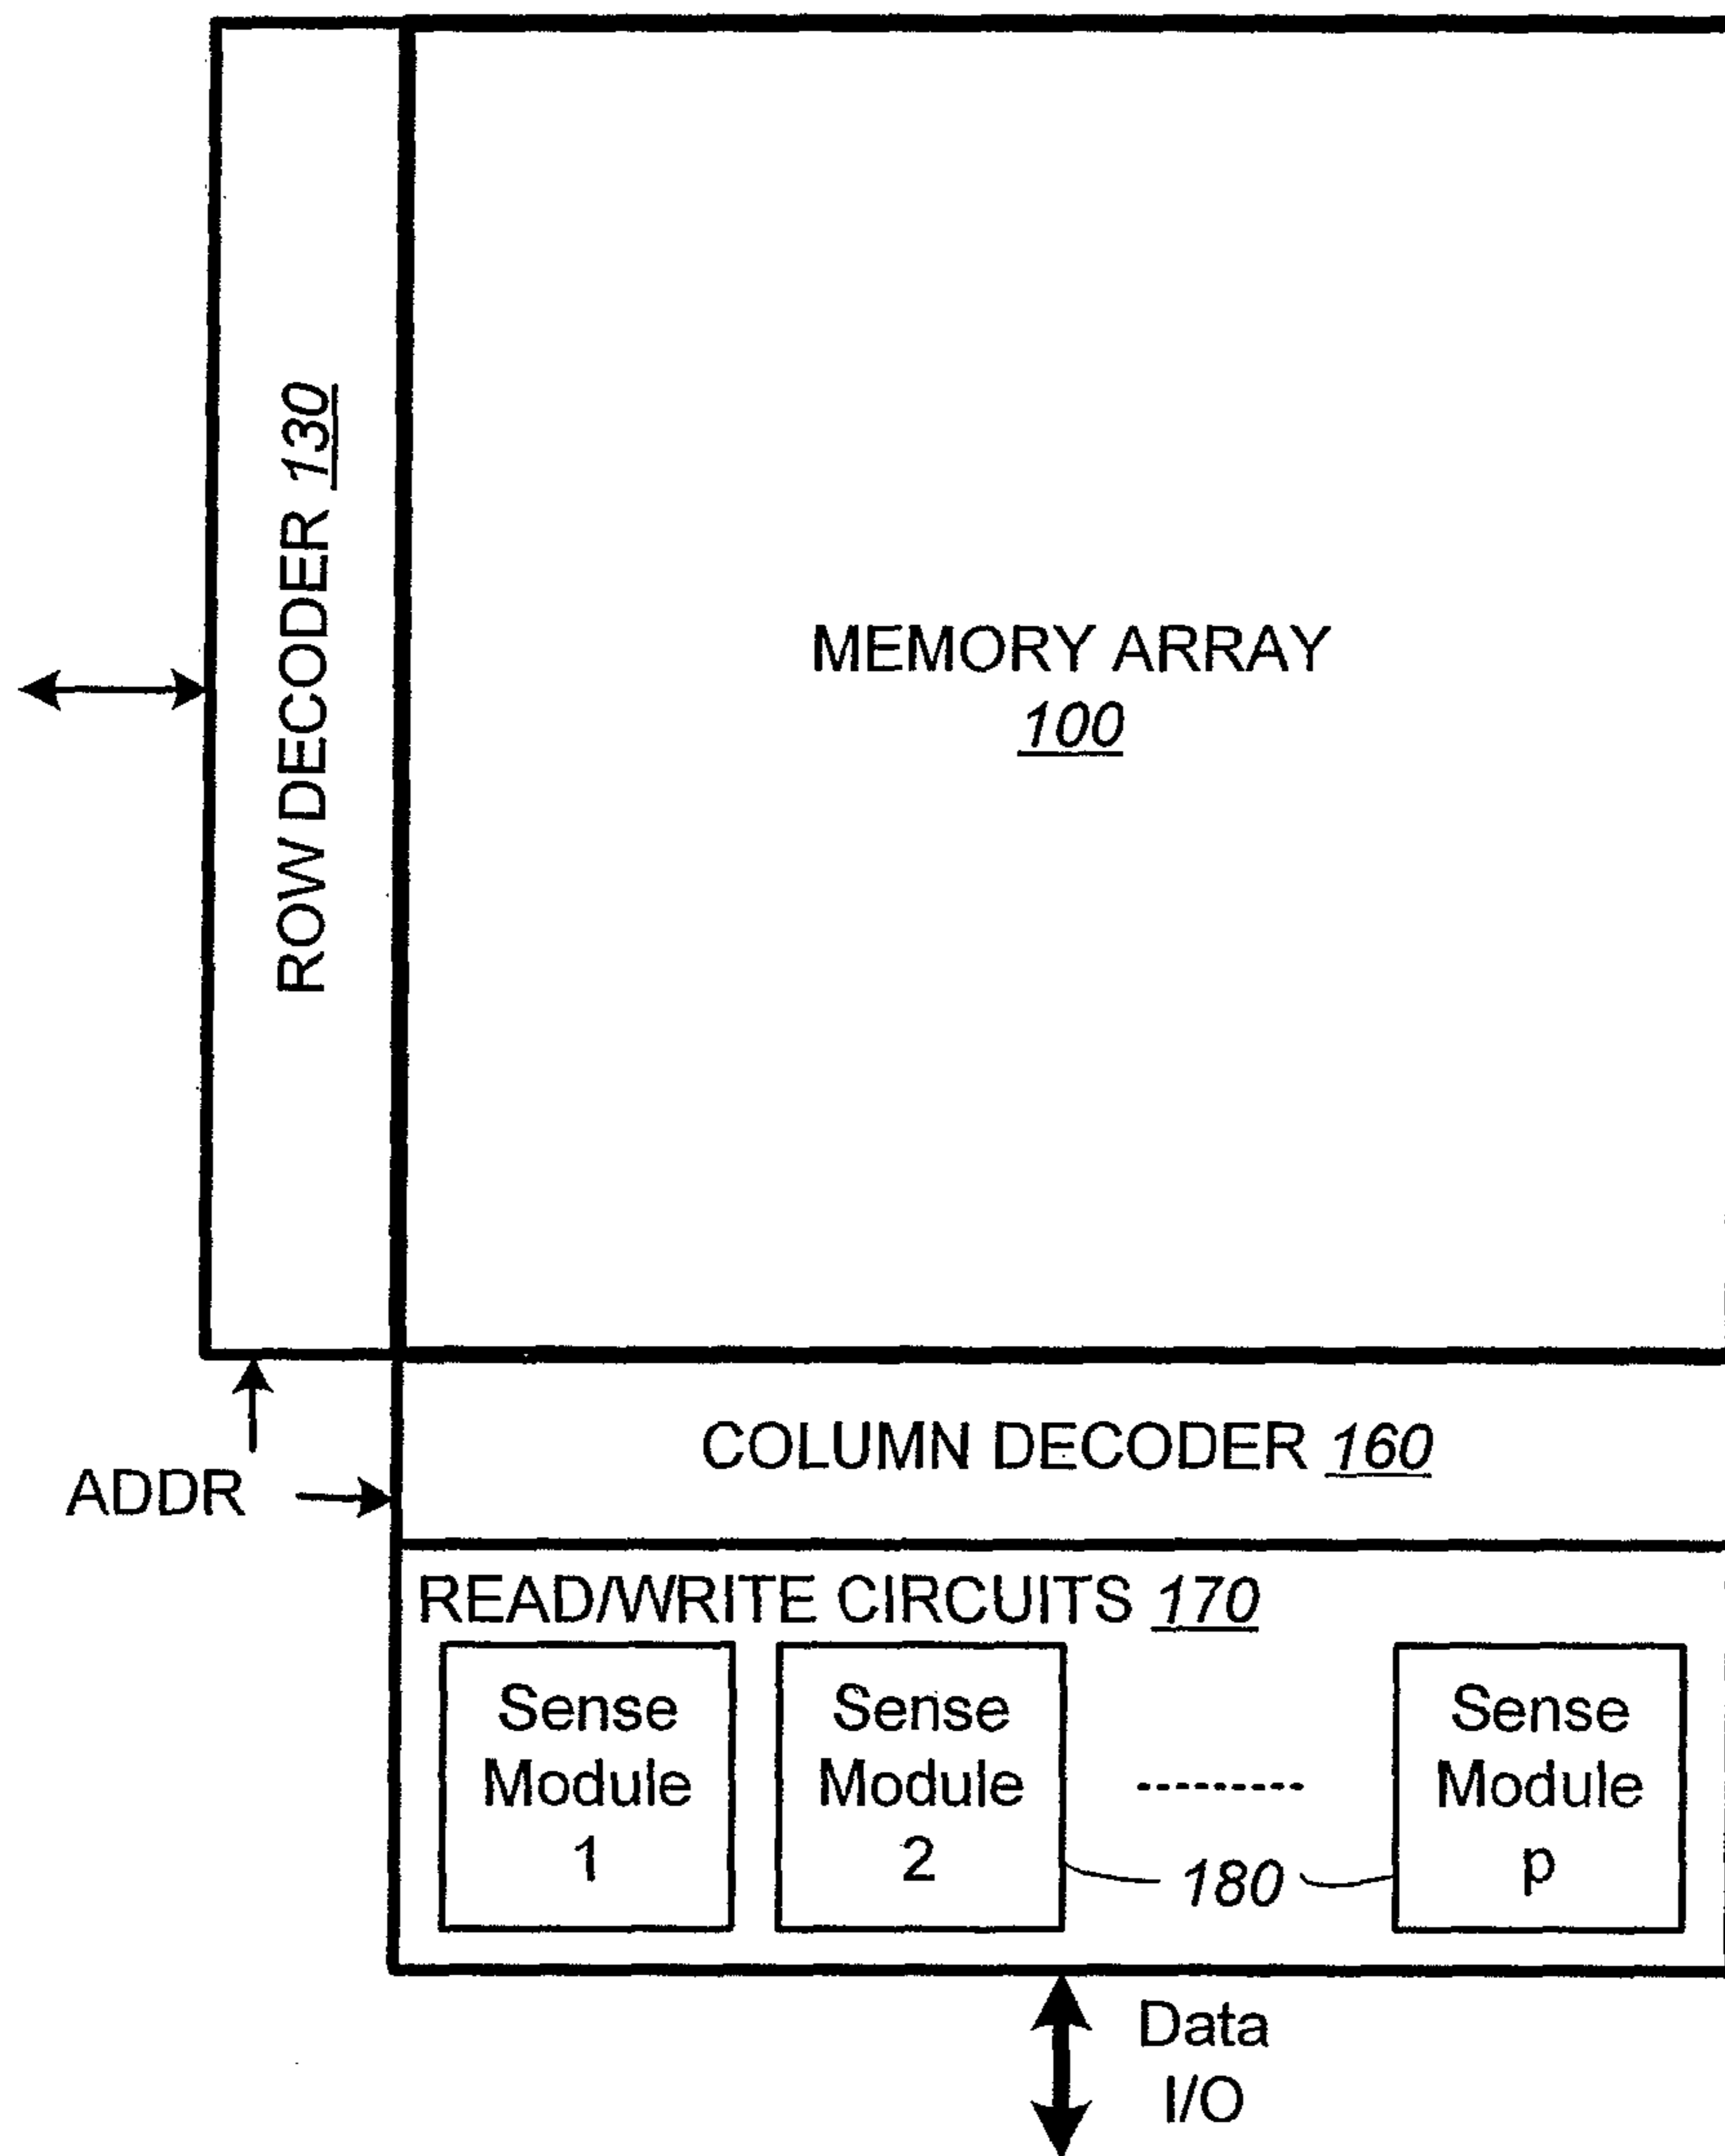 ROW DECODER 130
MEMORY ARRAY
100
ADDR
COLUMN DECODER 160
READ/WRITE CIRCUITS 170
Sense
Module
1
Sense
Module
2
---------
180
Sense
Module
p
Data
I/O